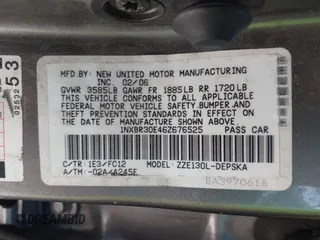 MFD. BY: NEW UNITED MOTOR MANUFACTURING
INC. 02/06
GVWR 3585LB GAWR FR 1885LB RR 1720LB
THIS VEHICLE CONFORMS TO ALL APPLICABLE
FEDERAL MOTOR VEHICLE SAFETY, BUMPER, AND
THEFT PREVENTION STANDARDS IN EFFECT ON
THE DATE OF MANUFACTURE SHOWN ABOVE.
1NXBR30E46Z676525 PASS CAR
C/TR: 1E3/FC12 MODEL: ZZE130L-DEPSKA
A/TM: -02A/A245E
BA3970616
53